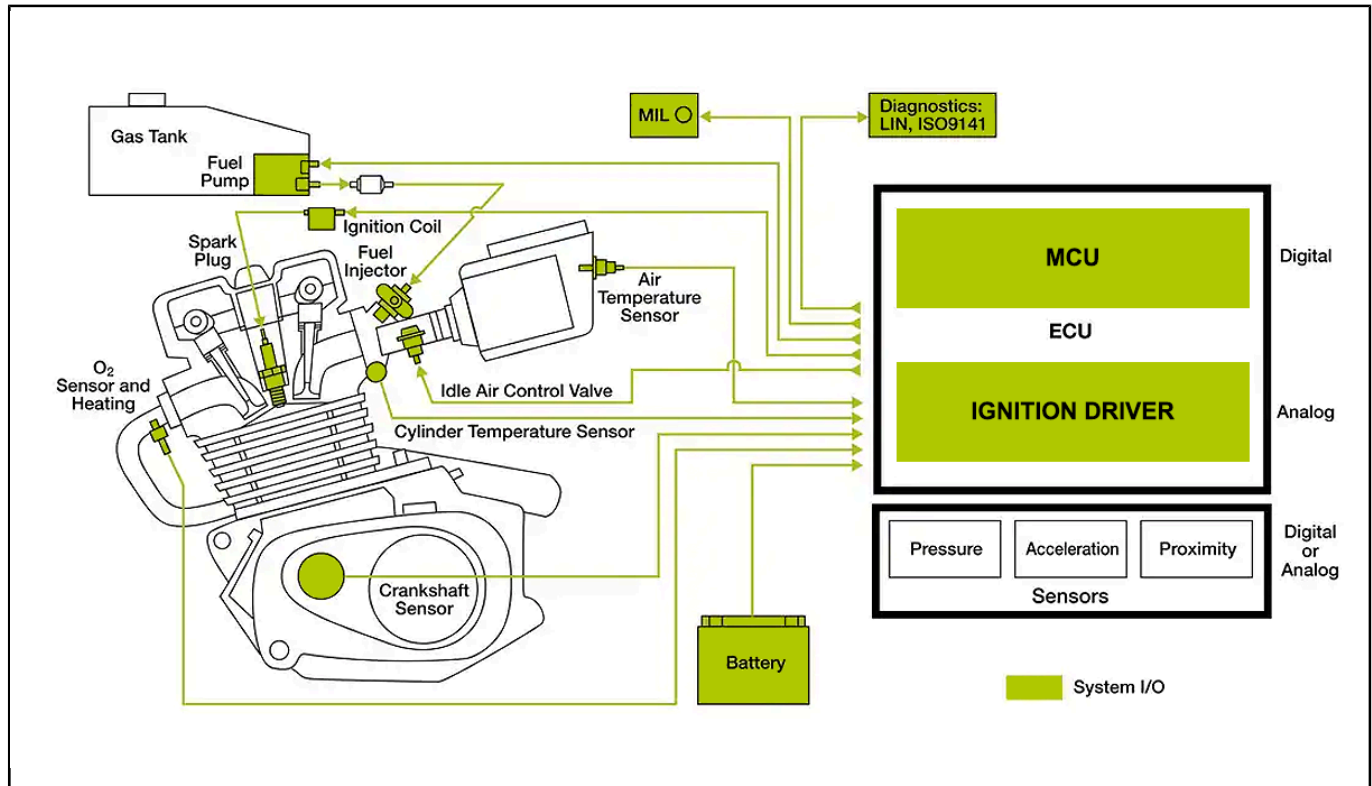 Gas Tank
Fuel
Pump
MIL
Diagnostics:
LIN, ISO9141
Ignition Coil
Spark
Plug
Fuel
Injector
Air
Temperature
Sensor
O₂
Sensor and
Heating
Idle Air Control Valve
Cylinder Temperature Sensor
Crankshaft
Sensor
Battery
MCU
Digital
ECU
IGNITION DRIVER
Analog
Pressure
Acceleration
Proximity
Sensors
Digital
or
Analog
System I/O